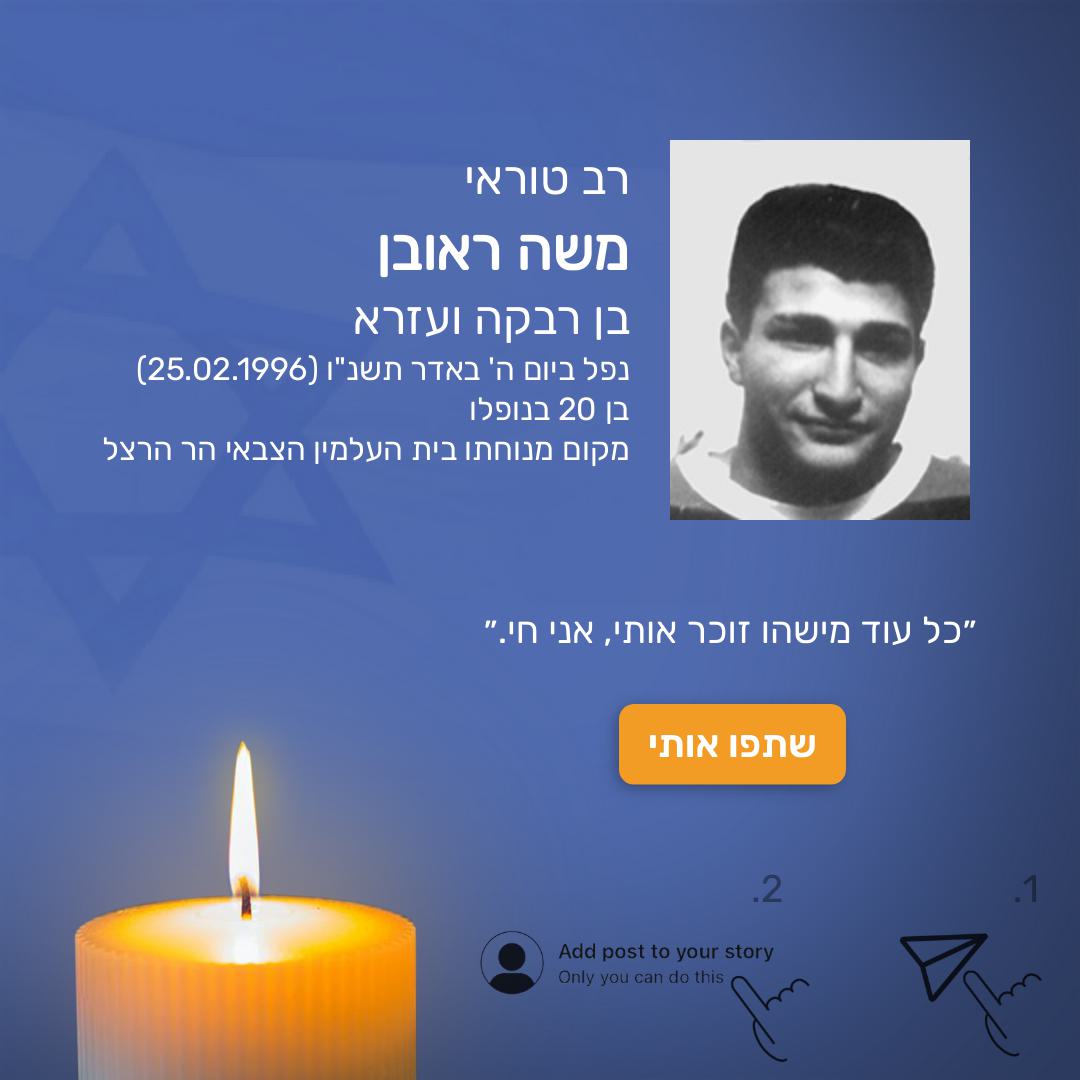 רב טוראי
משה ראובן
בן רבקה ועזרא
נפל ביום ה' באדר תשנ"ו (25.02.1996)
בן 20 בנופלו
מקום מנוחתו בית העלמין הצבאי הר הרצל
״כל עוד מישהו זוכר אותי, אני חי.״
שתפו אותי
.1
.2
Add post to your story
Only you can do this